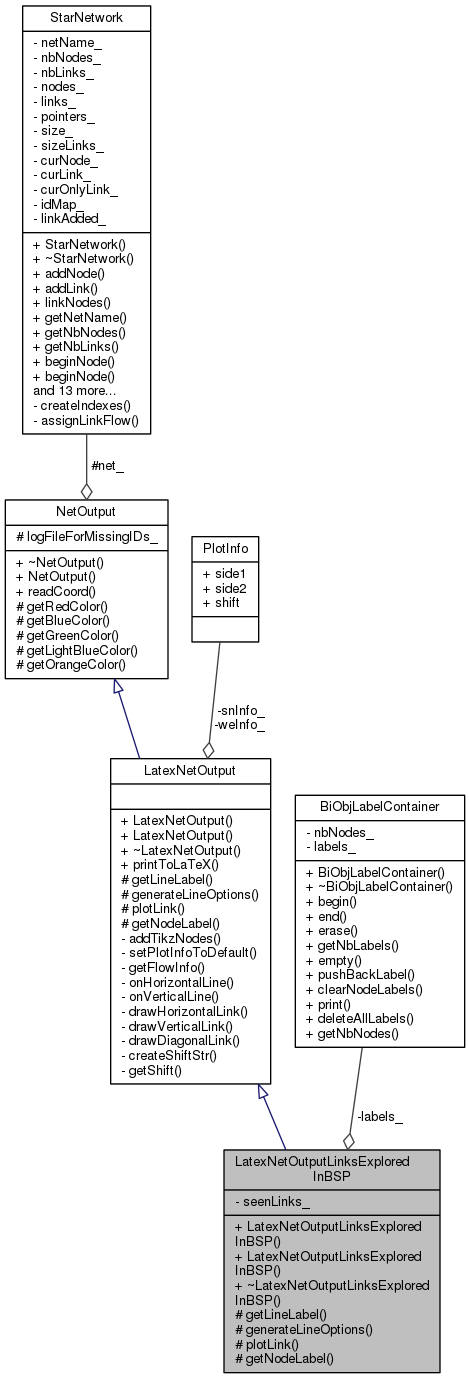 StarNetwork
- netName_
- nbNodes_
- nbLinks_
- nodes_
- links_
- pointers_
- size_
- sizeLinks_
- curNode_
- curLink_
- curOnlyLink_
- idMap_
- linkAdded_
+ StarNetwork()
+ ~StarNetwork()
+ addNode()
+ addLink()
+ linkNodes()
+ getNetName()
+ getNbNodes()
+ getNbLinks()
+ beginNode()
+ beginNode()
and 13 more...
- createIndexes()
- assignLinkFlow()
#net_
NetOutput
# logFileForMissingIDs_
+ ~NetOutput()
+ NetOutput()
+ readCoord()
# getRedColor()
# getBlueColor()
# getGreenColor()
# getLightBlueColor()
# getOrangeColor()
PlotInfo
+ side1
+ side2
+ shift
-snInfo_
-weInfo_
LatexNetOutput
+ LatexNetOutput()
+ LatexNetOutput()
+ ~LatexNetOutput()
+ printToLaTeX()
# getLineLabel()
# generateLineOptions()
# plotLink()
# getNodeLabel()
- addTikzNodes()
- setPlotInfoToDefault()
- getFlowInfo()
- onHorizontalLine()
- onVerticalLine()
- drawHorizontalLink()
- drawVerticalLink()
- drawDiagonalLink()
- createShiftStr()
- getShift()
BiObjLabelContainer
- nbNodes_
- labels_
+ BiObjLabelContainer()
+ ~BiObjLabelContainer()
+ begin()
+ end()
+ erase()
+ getNbLabels()
+ empty()
+ pushBackLabel()
+ clearNodeLabels()
+ print()
+ deleteAllLabels()
+ getNbNodes()
-labels_
LatexNetOutputLinksExplored
InBSP
- seenLinks_
+ LatexNetOutputLinksExplored
InBSP()
+ LatexNetOutputLinksExplored
InBSP()
+ ~LatexNetOutputLinksExplored
InBSP()
# getLineLabel()
# generateLineOptions()
# plotLink()
# getNodeLabel()